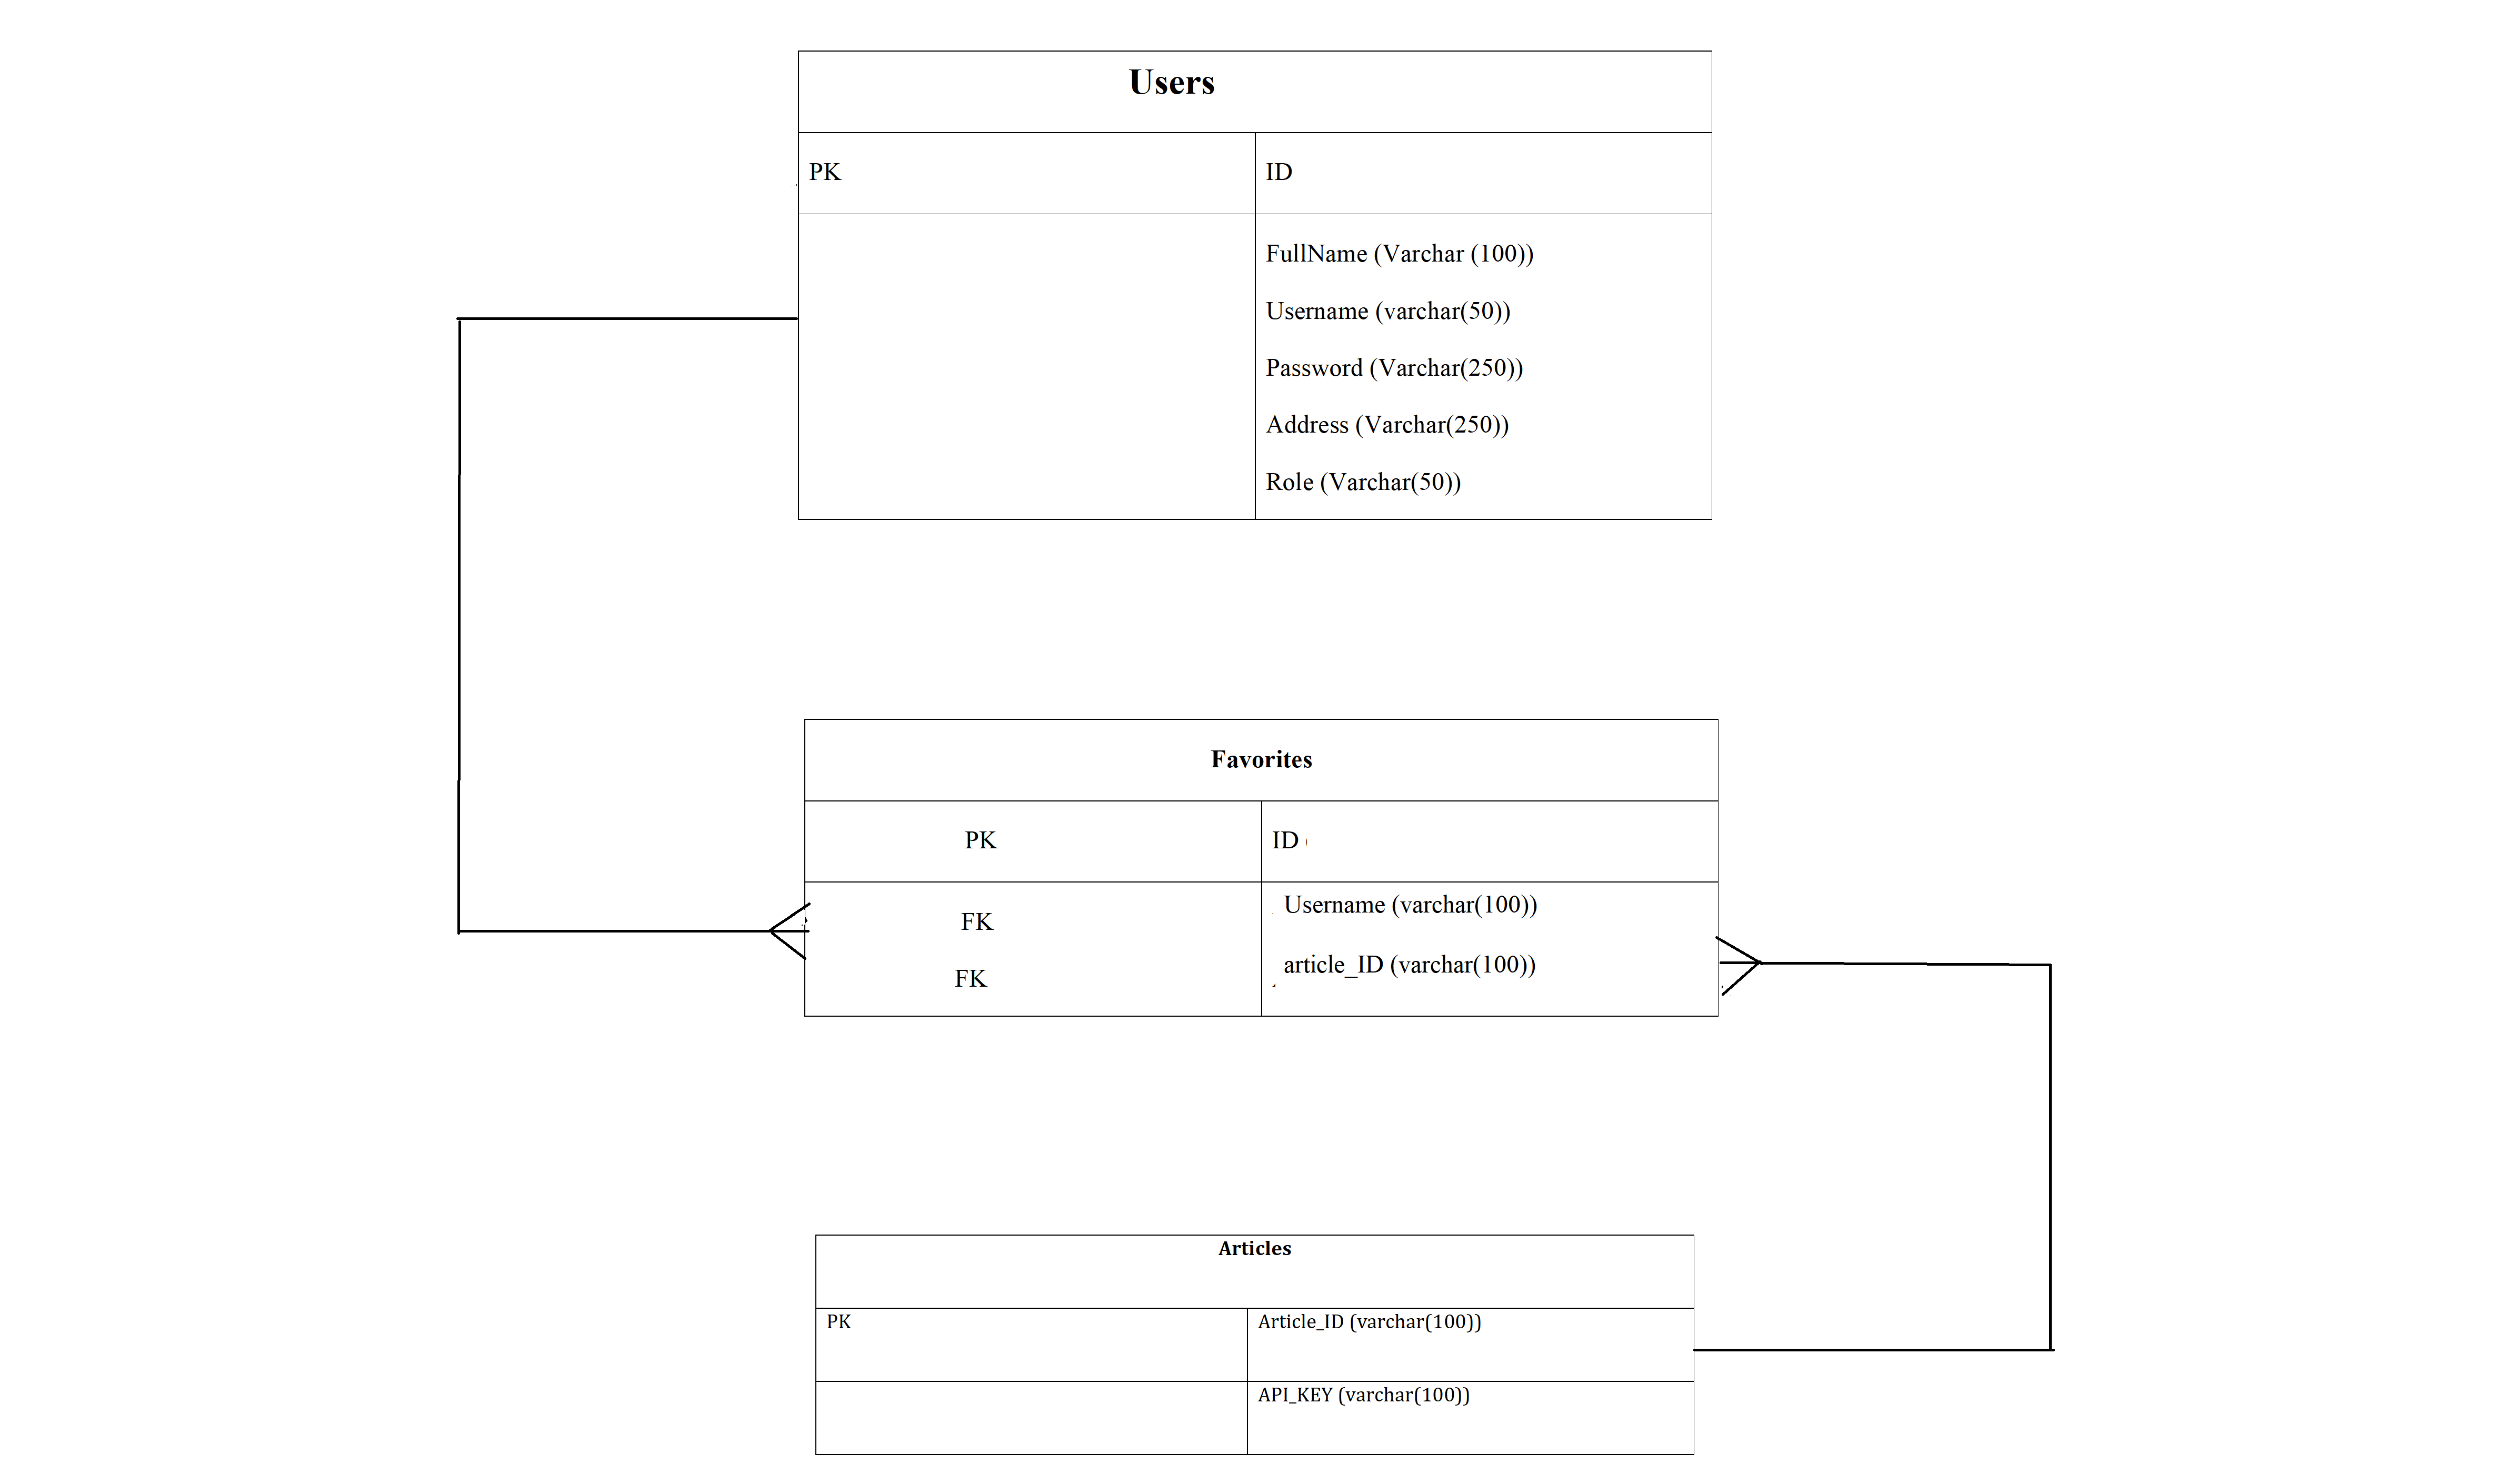 Users
PK ID
FullName (Varchar (100))
Username (varchar(50))
Password (Varchar(250))
Address (Varchar(250))
Role (Varchar(50))
Favorites
PK ID (
FK Username (varchar(100))
FK article_ID (varchar(100))
Articles
PK Article_ID (varchar(100))
API_KEY (varchar(100))